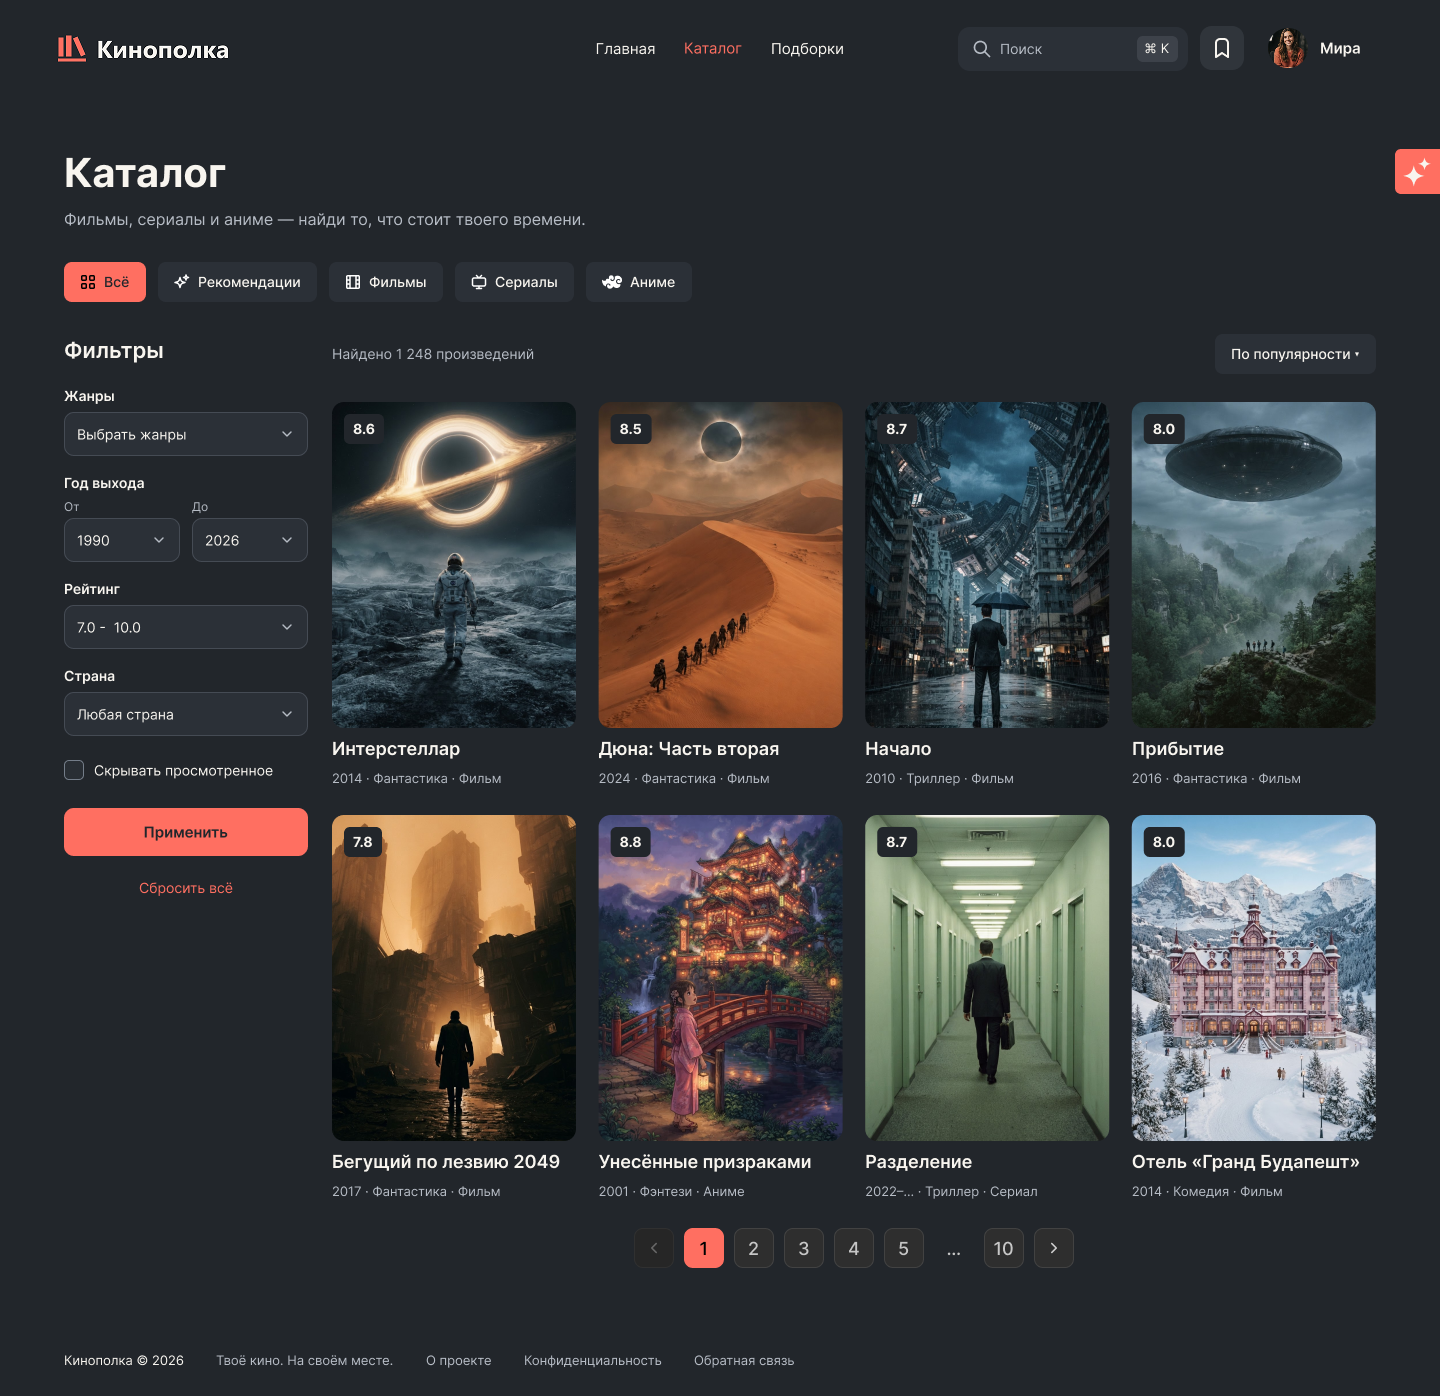 Кинополка
Главная
Каталог
Подборки
Поиск
⌘ K
Мира
Каталог
Фильмы, сериалы и аниме — найди то, что стоит твоего времени.
Всё
Рекомендации
Фильмы
Сериалы
Аниме
Фильтры
Жанры
Выбрать жанры
Год выхода
От
До
1990
2026
Рейтинг
7.0 - 10.0
Страна
Любая страна
Скрывать просмотренное
Применить
Сбросить всё
Найдено 1 248 произведений
По популярности
8.6
Интерстеллар
2014 · Фантастика · Фильм
8.5
Дюна: Часть вторая
2024 · Фантастика · Фильм
8.7
Начало
2010 · Триллер · Фильм
8.0
Прибытие
2016 · Фантастика · Фильм
7.8
Бегущий по лезвию 2049
2017 · Фантастика · Фильм
8.8
Унесённые призраками
2001 · Фэнтези · Аниме
8.7
Разделение
2022–... · Триллер · Сериал
8.0
Отель «Гранд Будапешт»
2014 · Комедия · Фильм
1 2 3 4 5 ... 10
Кинополка © 2026
Твоё кино. На своём месте.
О проекте
Конфиденциальность
Обратная связь